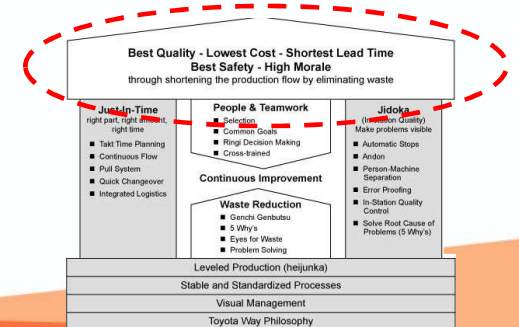 Best Quality - Lowest Cost - Shortest Lead Time
Best Safety - High Morale
through shortening the production flow by eliminating waste
Just-In-Time
right part, right amount,
right time
Takt Time Planning
Continuous Flow
Pull System
Quick Changeover
Integrated Logistics
People & Teamwork
Selection
Common Goals
Ringi Decision Making
Cross-trained
Continuous Improvement
Waste Reduction
Genchi Genbutsu
5 Why's
Eyes for Waste
Problem Solving
Jidoka
(In-Station Quality)
Make problems visible
Automatic Stops
Andon
Person-Machine
Separation
Error Proofing
In-Station Quality
Control
Solve Root Cause of
Problems (5 Why's)
Leveled Production (heijunka)
Stable and Standardized Processes
Visual Management
Toyota Way Philosophy